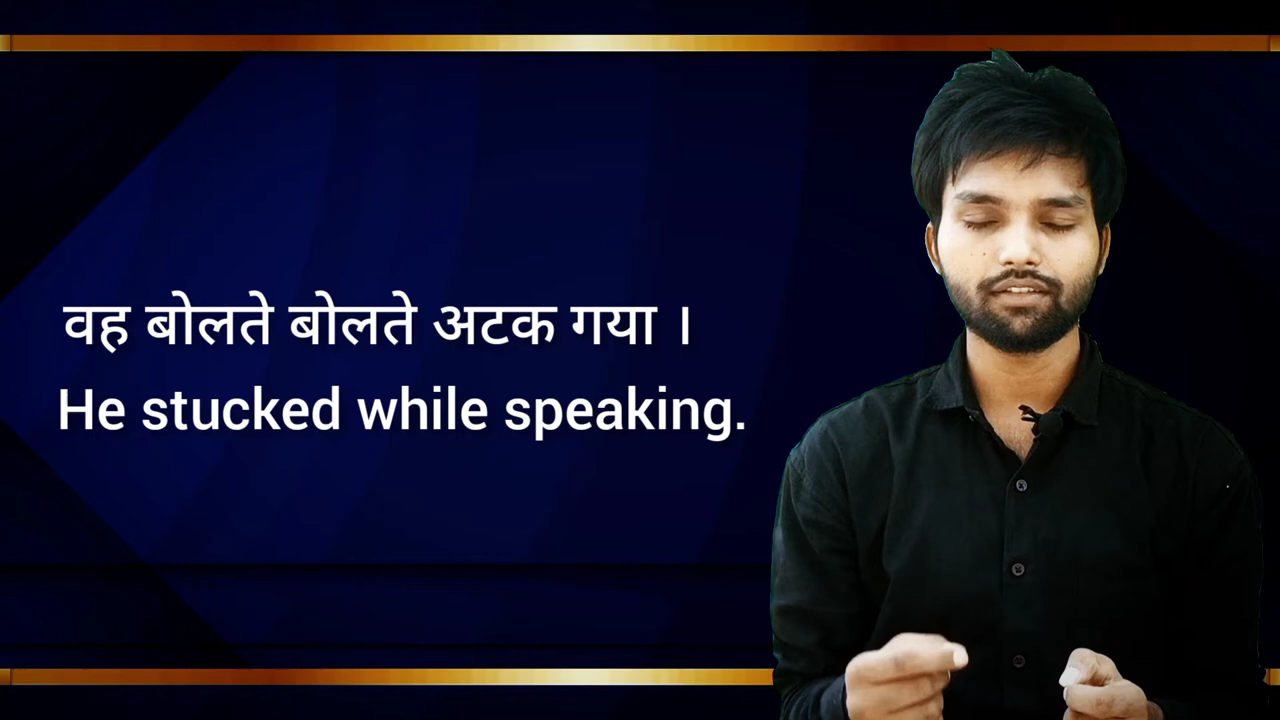 वह बोलते बोलते अटक गया ।
He stucked while speaking.